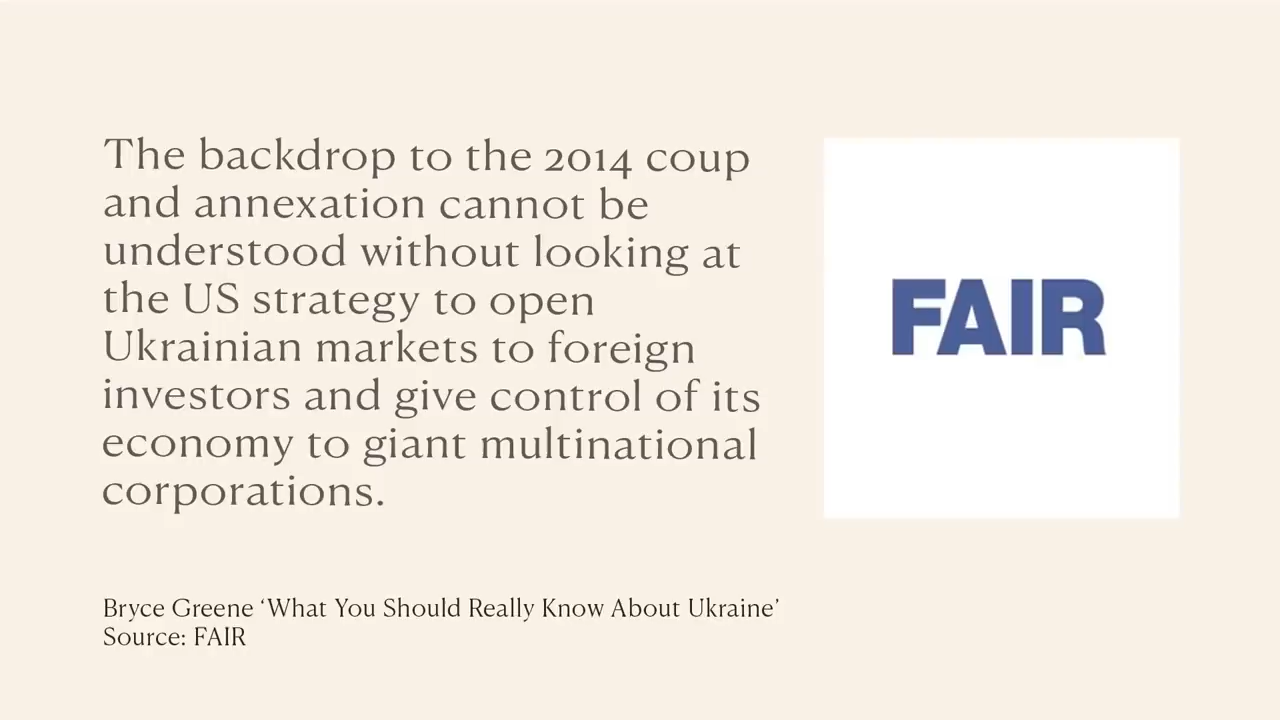 The backdrop to the 2014 coup
and annexation cannot be
understood without looking at
the US strategy to open
Ukrainian markets to foreign
investors and give control of its
economy to giant multinational
corporations.
FAIR
Bryce Greene ‘What You Should Really Know About Ukraine’
Source: FAIR